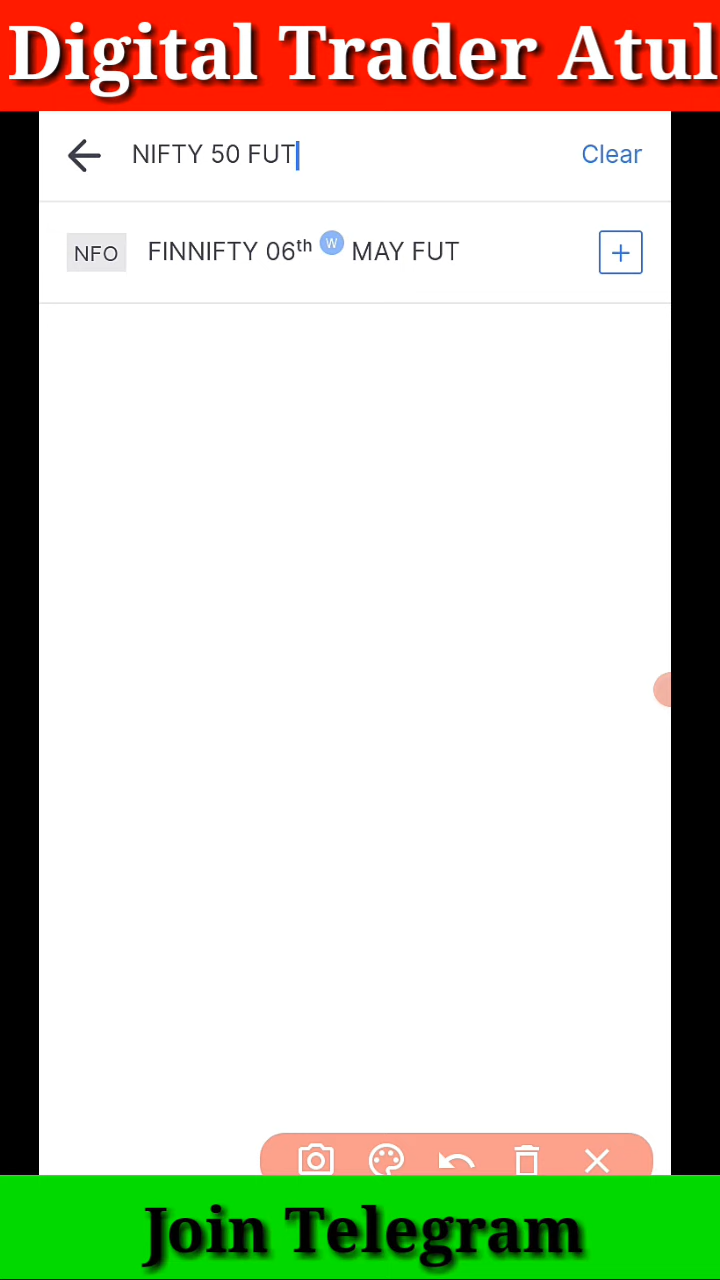 Digital Trader Atul
NIFTY 50 FUT Clear
NFO FINNIFTY 06th W MAY FUT +
Join Telegram